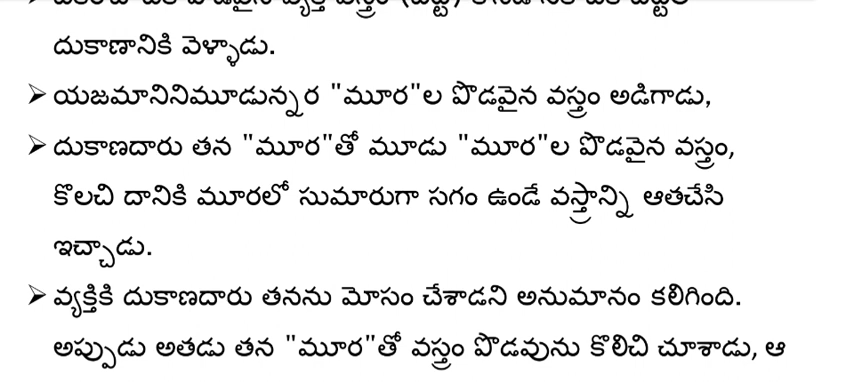 దుకాణానికి వెళ్ళాడు.
➢ యజమానినిమూడున్నర "మూర"ల పొడవైన వస్త్రం అడిగాడు,
➢ దుకాణదారు తన "మూర"తో మూడు "మూర"ల పొడవైన వస్త్రం,
కొలచి దానికి మూరలో సుమారుగా సగం ఉండే వస్త్రాన్ని ఆతచేసి
ఇచ్చాడు.
➢ వ్యక్తికి దుకాణదారు తనను మోసం చేశాడని అనుమానం కలిగింది.
అప్పుడు అతడు తన "మూర"తో వస్త్రం పొడవును కొలిచి చూశాడు, ఆ